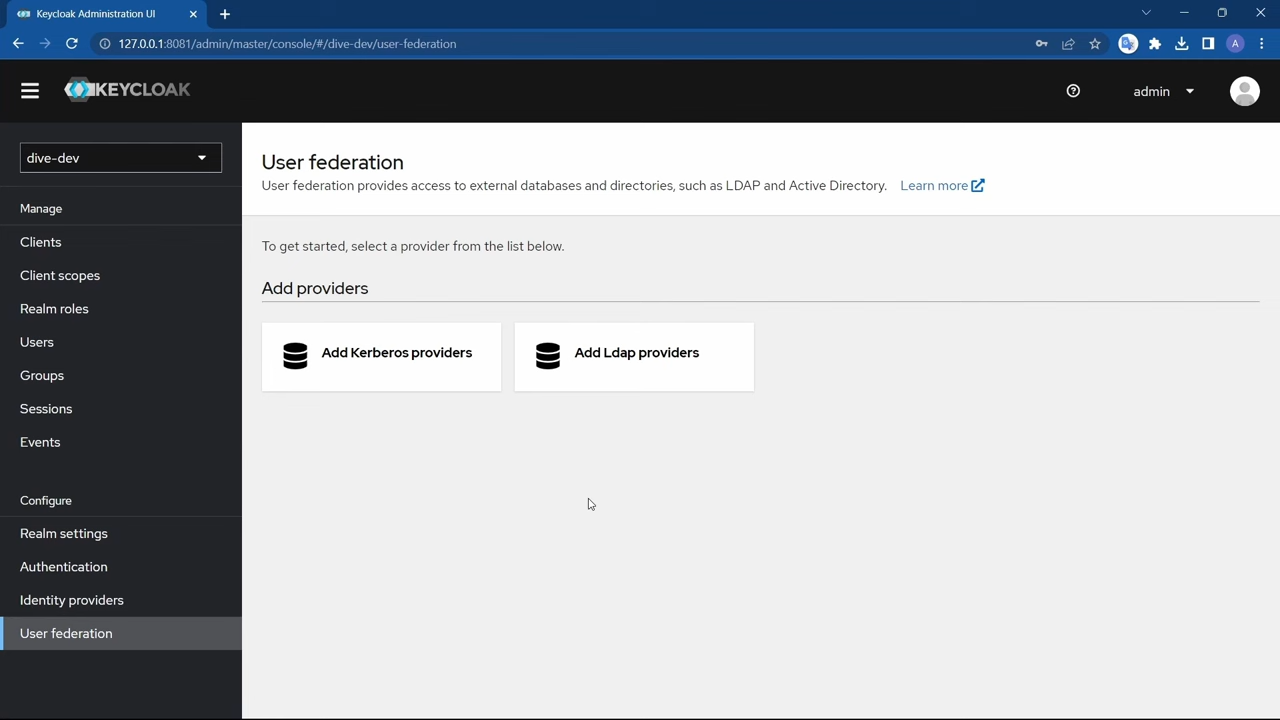 Keycloak Administration UI
127.0.0.1:8081/admin/master/console/#/dive-dev/user-federation
A
KEYCLOAK
admin
dive-dev
Manage
Clients
Client scopes
Realm roles
Users
Groups
Sessions
Events
Configure
Realm settings
Authentication
Identity providers
User federation
User federation
User federation provides access to external databases and directories, such as LDAP and Active Directory. Learn more
To get started, select a provider from the list below.
Add providers
Add Kerberos providers
Add Ldap providers